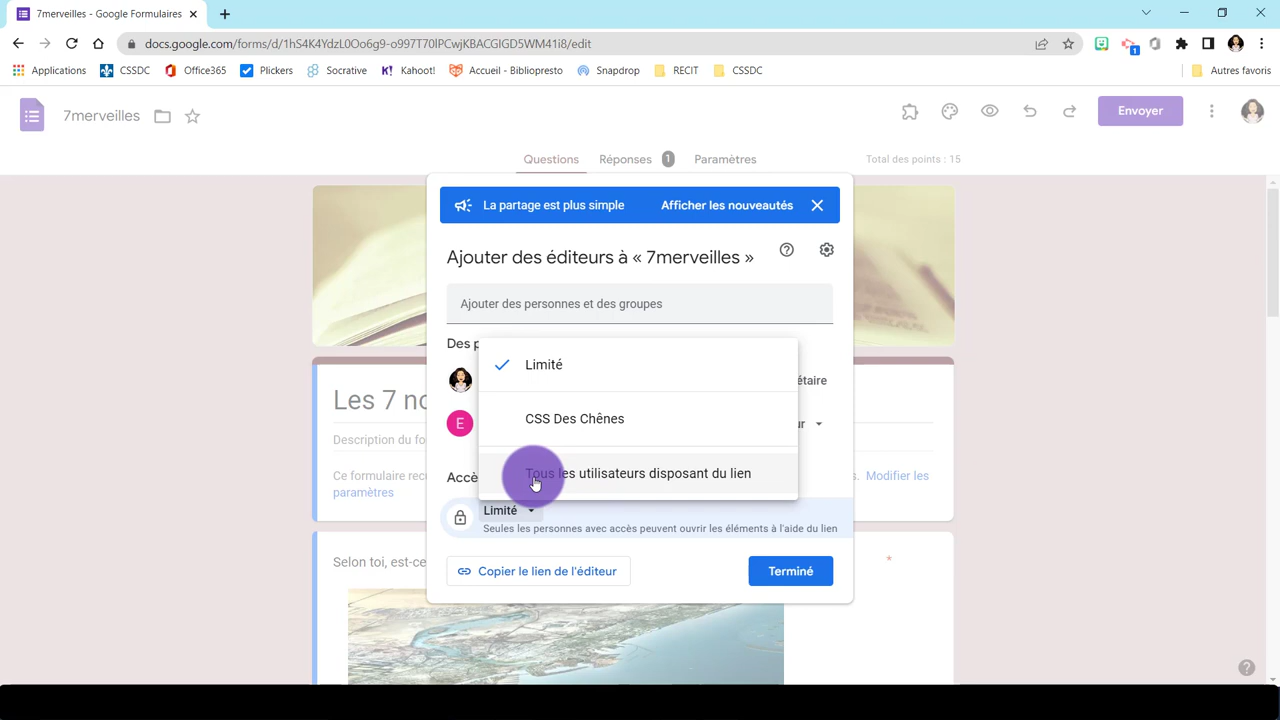 7merveilles - Google Formulaires
docs.google.com/forms/d/1hS4K4YdzL0Oo6g9-q_97T70lPCwjKBACGIGD5WM41i8/edit
1
Applications CSSDC Office365 Plickers Socrative Kahoot! Accueil - Bibliopresto Snapdrop RECIT CSSDC Autres favoris
7merveilles
Envoyer
Questions Réponses 1 Paramètres Total des points : 15
La partage est plus simple Afficher les nouveautés
Ajouter des éditeurs à « 7merveilles »
Ajouter des personnes et des groupes
Des p
Limité
étaire
Les 7 no
CSS Des Chênes
E
ur
Description du fo
Tous les utilisateurs disposant du lien
Accè
Ce formulaire recu
s. Modifier les
paramètres
Limité
Seules les personnes avec accès peuvent ouvrir les éléments à l'aide du lien
Selon toi, est-ce
*
Copier le lien de l'éditeur Terminé